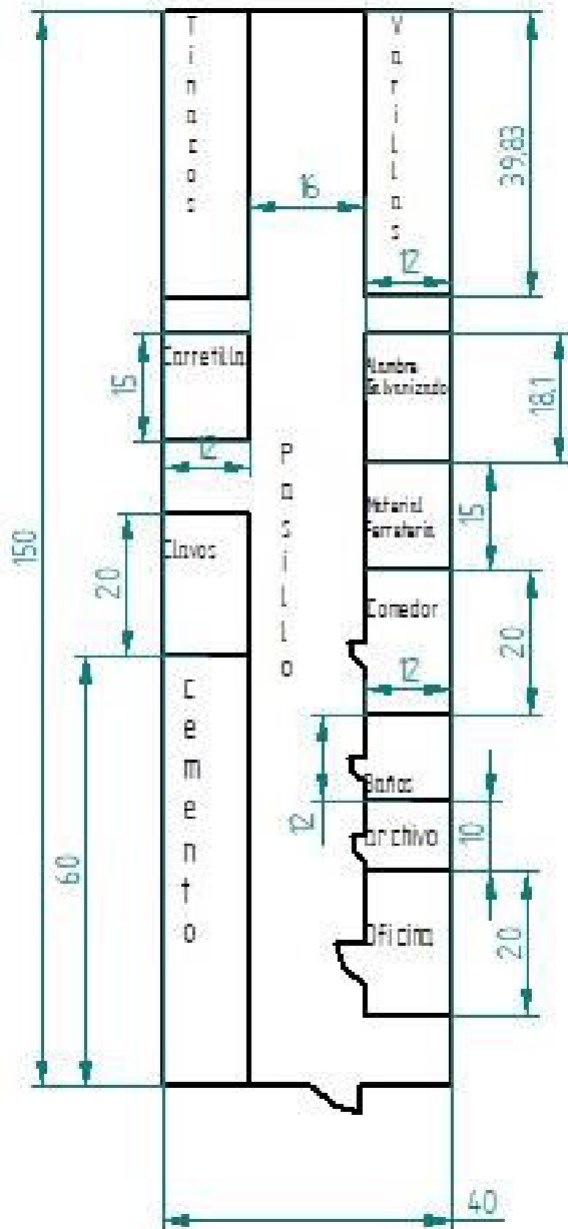 Tinacos
Varillas
39,83
16
12
Carretilla
15
Alambre
Galvanizado
18,1
12
Pasillo
Material
Ferreteria
15
150
Clavos
20
Comedor
20
12
Cemento
60
Baños
12
archivo
10
Oficina
20
40